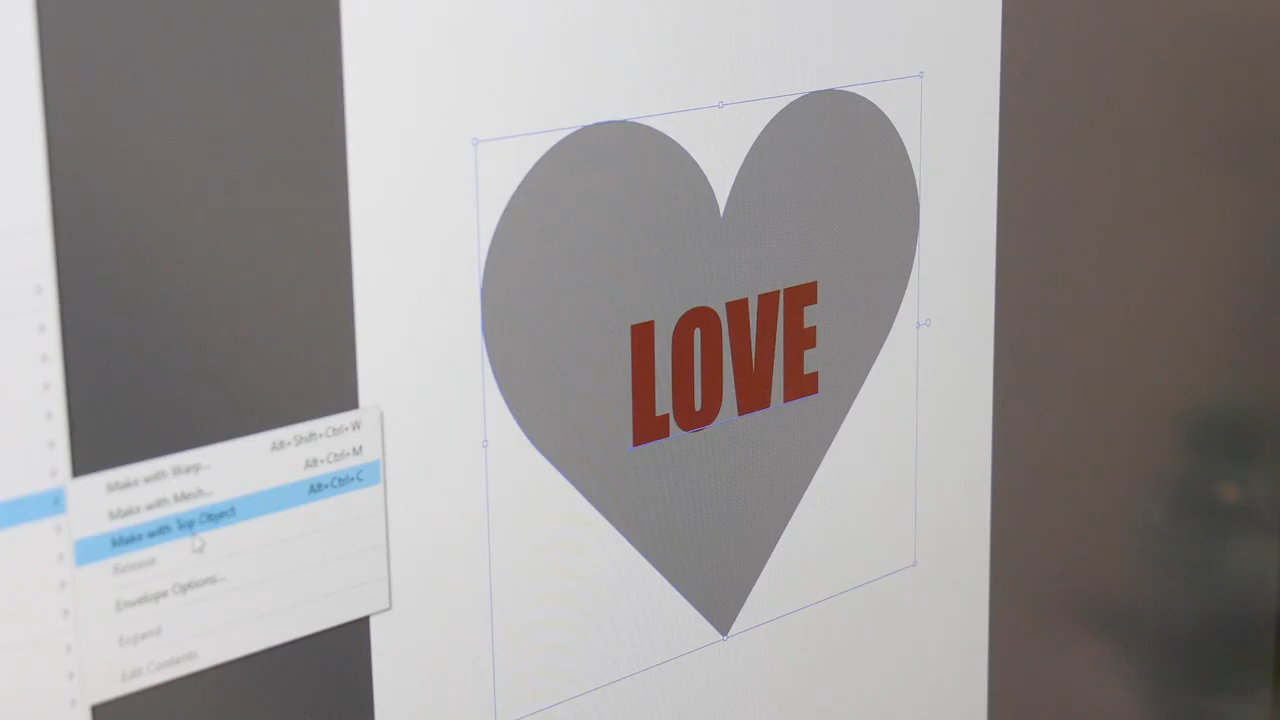 LOVE
Make with Warp... Alt+Shift+Ctrl+W
Make with Mesh... Alt+Ctrl+M
Make with Top Object Alt+Ctrl+C
Release
Envelope Options...
Expand
Edit Contents